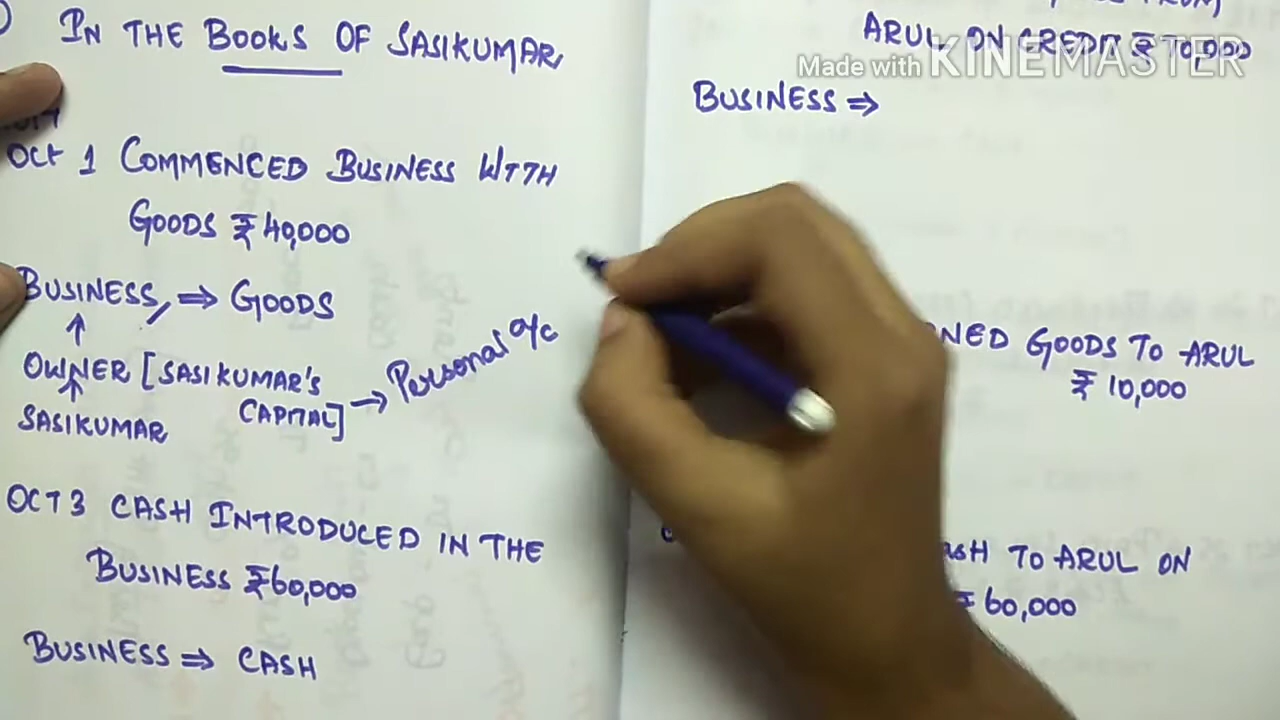 IN THE BOOKS OF SASIKUMAR
OCT 1 COMMENCED BUSINESS WITH
GOODS ₹ 40,000
BUSINESS, ⇒ GOODS
↑
OWNER [SASIKUMAR'S
CAPITAL] → Personal a/c
↑
SASIKUMAR
OCT 3 CASH INTRODUCED IN THE
BUSINESS ₹60,000
BUSINESS ⇒ CASH
ARUL ON CREDIT ₹ 70,000
Made with KINEMASTER
BUSINESS ⇒
NED GOODS TO ARUL
₹ 10,000
TO ARUL ON
₹ 60,000